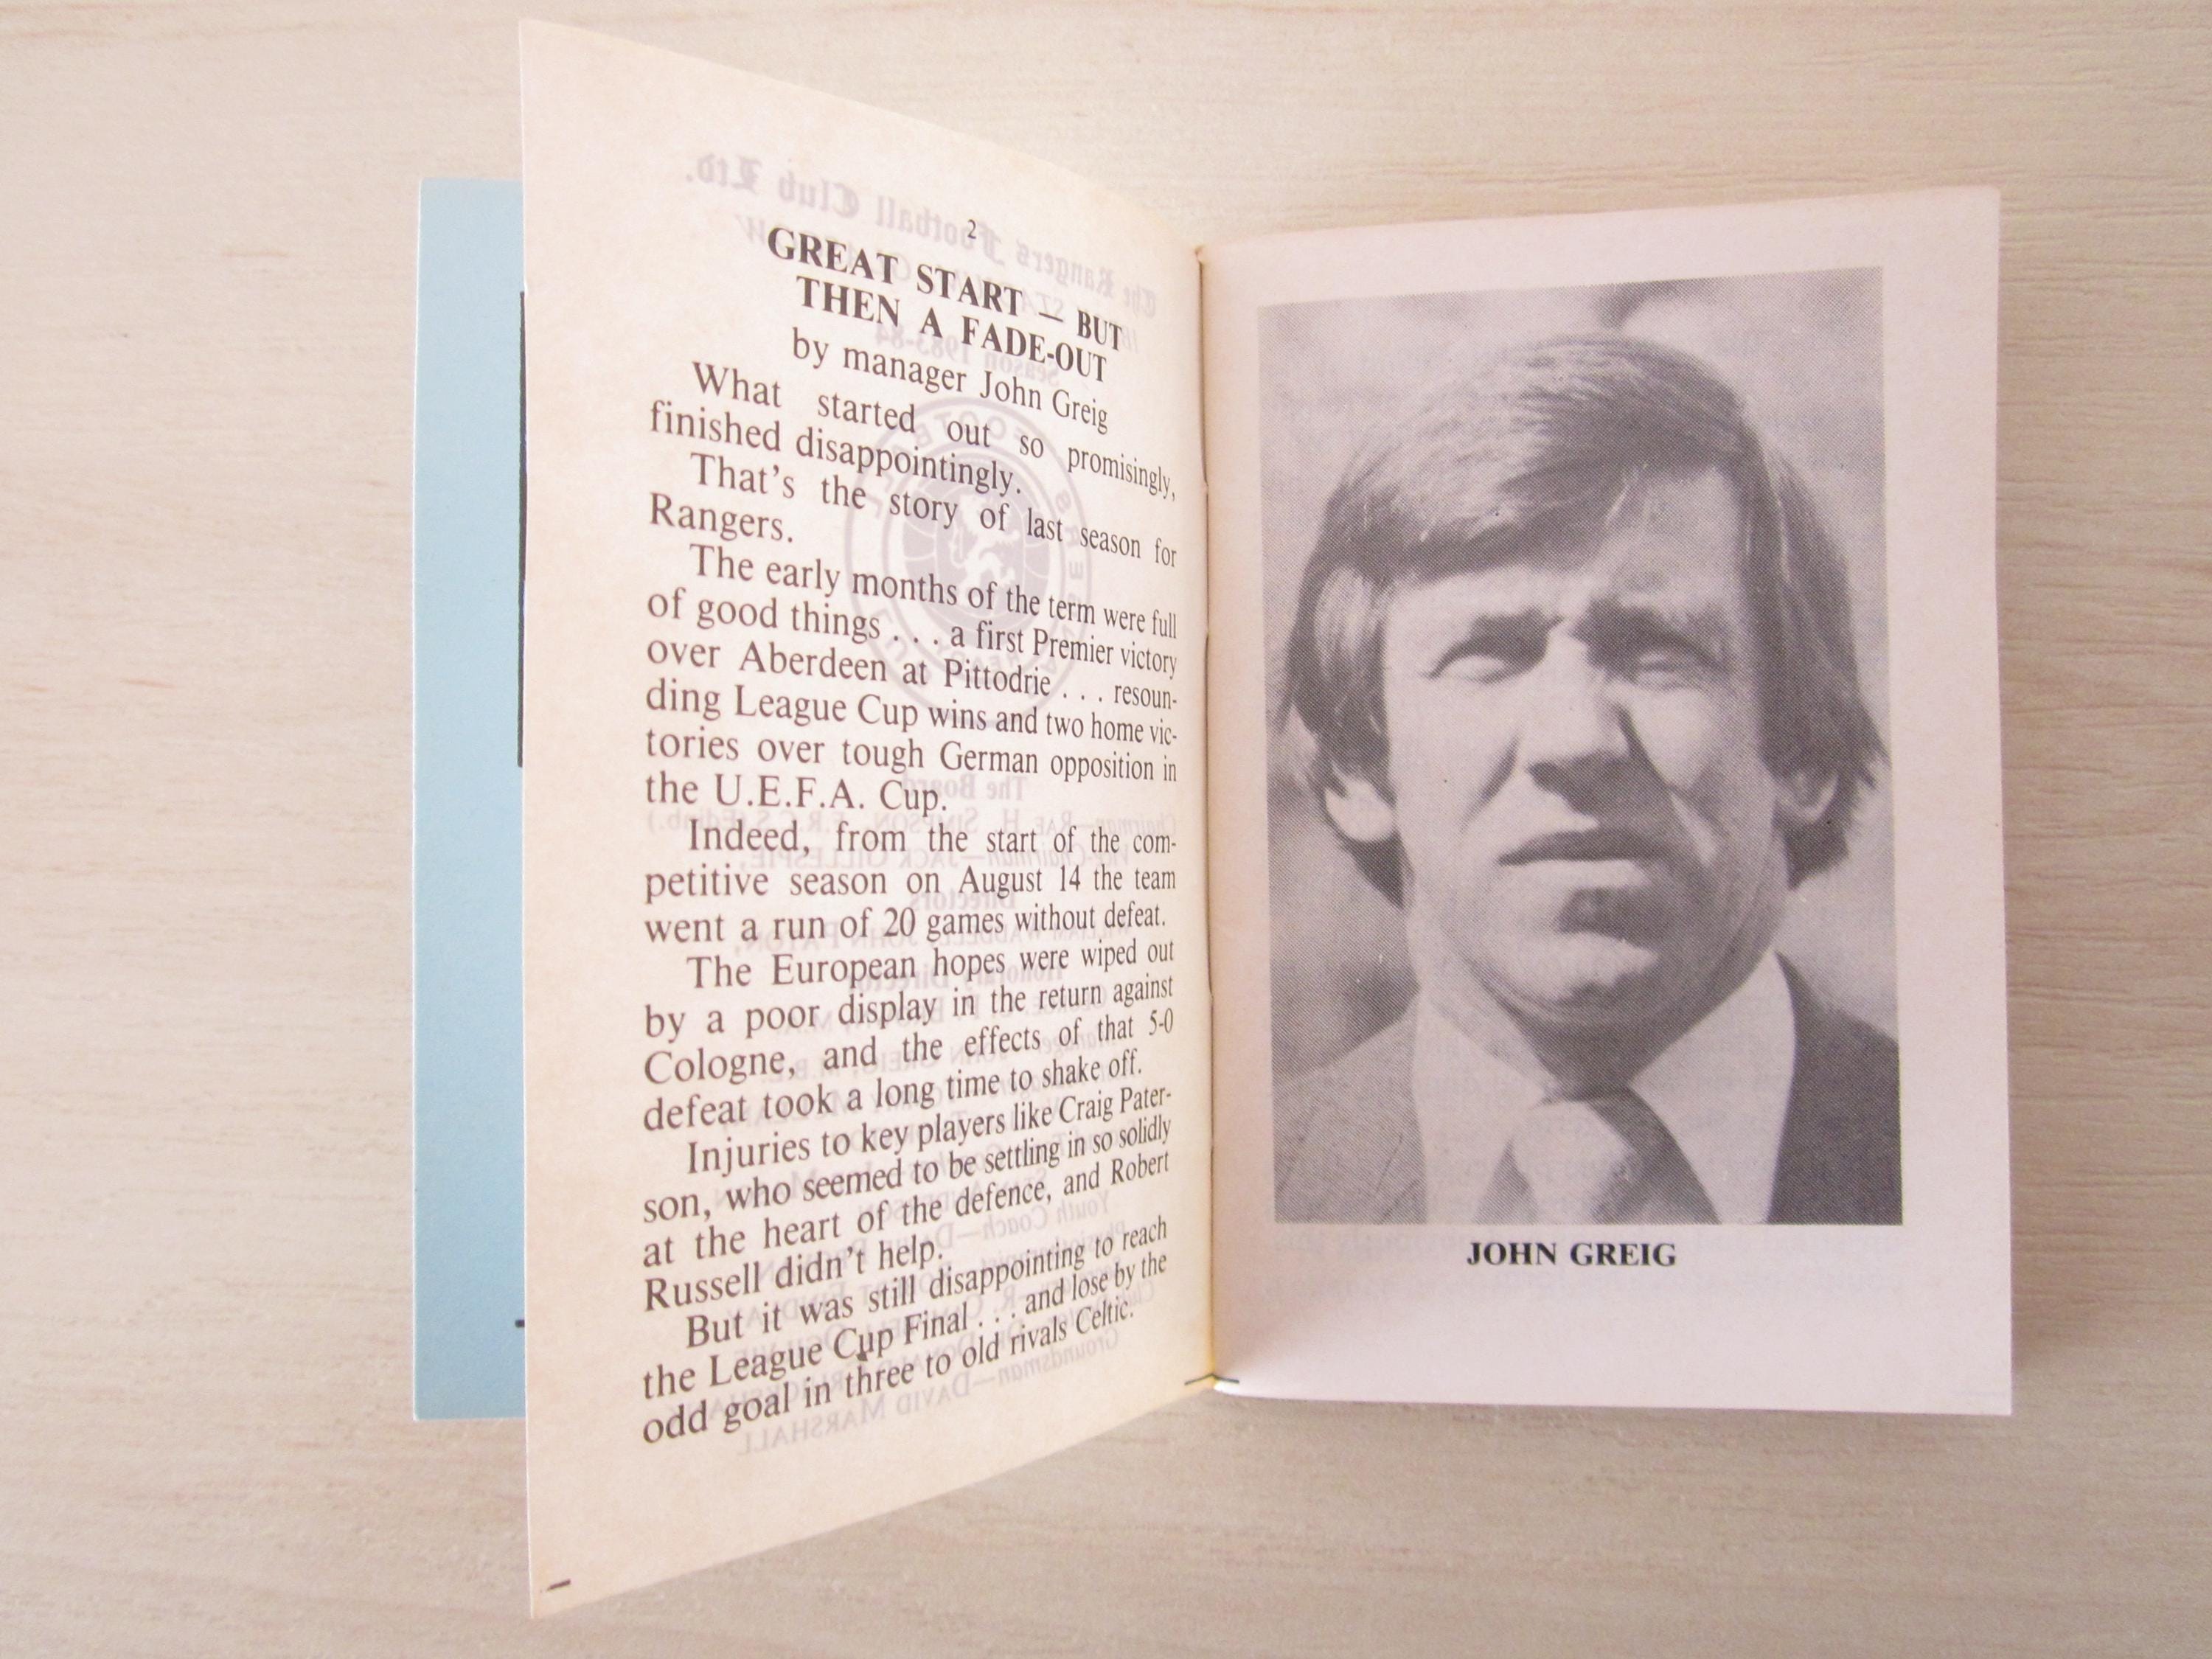 2
GREAT START — BUT
THEN A FADE-OUT
by manager John Greig
What started out so promisingly,
finished disappointingly.
That's the story of last season for
Rangers.
The early months of the term were full
of good things . . . a first Premier victory
over Aberdeen at Pittodrie . . . resoun-
ding League Cup wins and two home vic-
tories over tough German opposition in
the U.E.F.A. Cup.
Indeed, from the start of the com-
petitive season on August 14 the team
went a run of 20 games without defeat.
The European hopes were wiped out
by a poor display in the return against
Cologne, and the effects of that 5-0
defeat took a long time to shake off.
Injuries to key players like Craig Pater-
son, who seemed to be settling in so solidly
at the heart of the defence, and Robert
Russell didn't help.
But it was still disappointing to reach
the League Cup Final . . . and lose by the
odd goal in three to old rivals Celtic.
JOHN GREIG